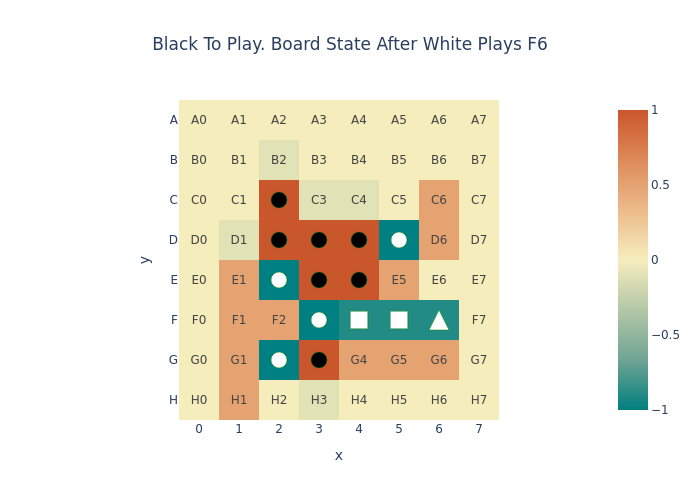 Black To Play. Board State After White Plays F6
A A0 A1 A2 A3 A4 A5 A6 A7
B B0 B1 B2 B3 B4 B5 B6 B7
C C0 C1 C3 C4 C5 C6 C7
D D0 D1 D6 D7
E E0 E1 E5 E6 E7
F F0 F1 F2 F7
G G0 G1 G4 G5 G6 G7
H H0 H1 H2 H3 H4 H5 H6 H7
0 1 2 3 4 5 6 7
x
y
1
0.5
0
−0.5
−1